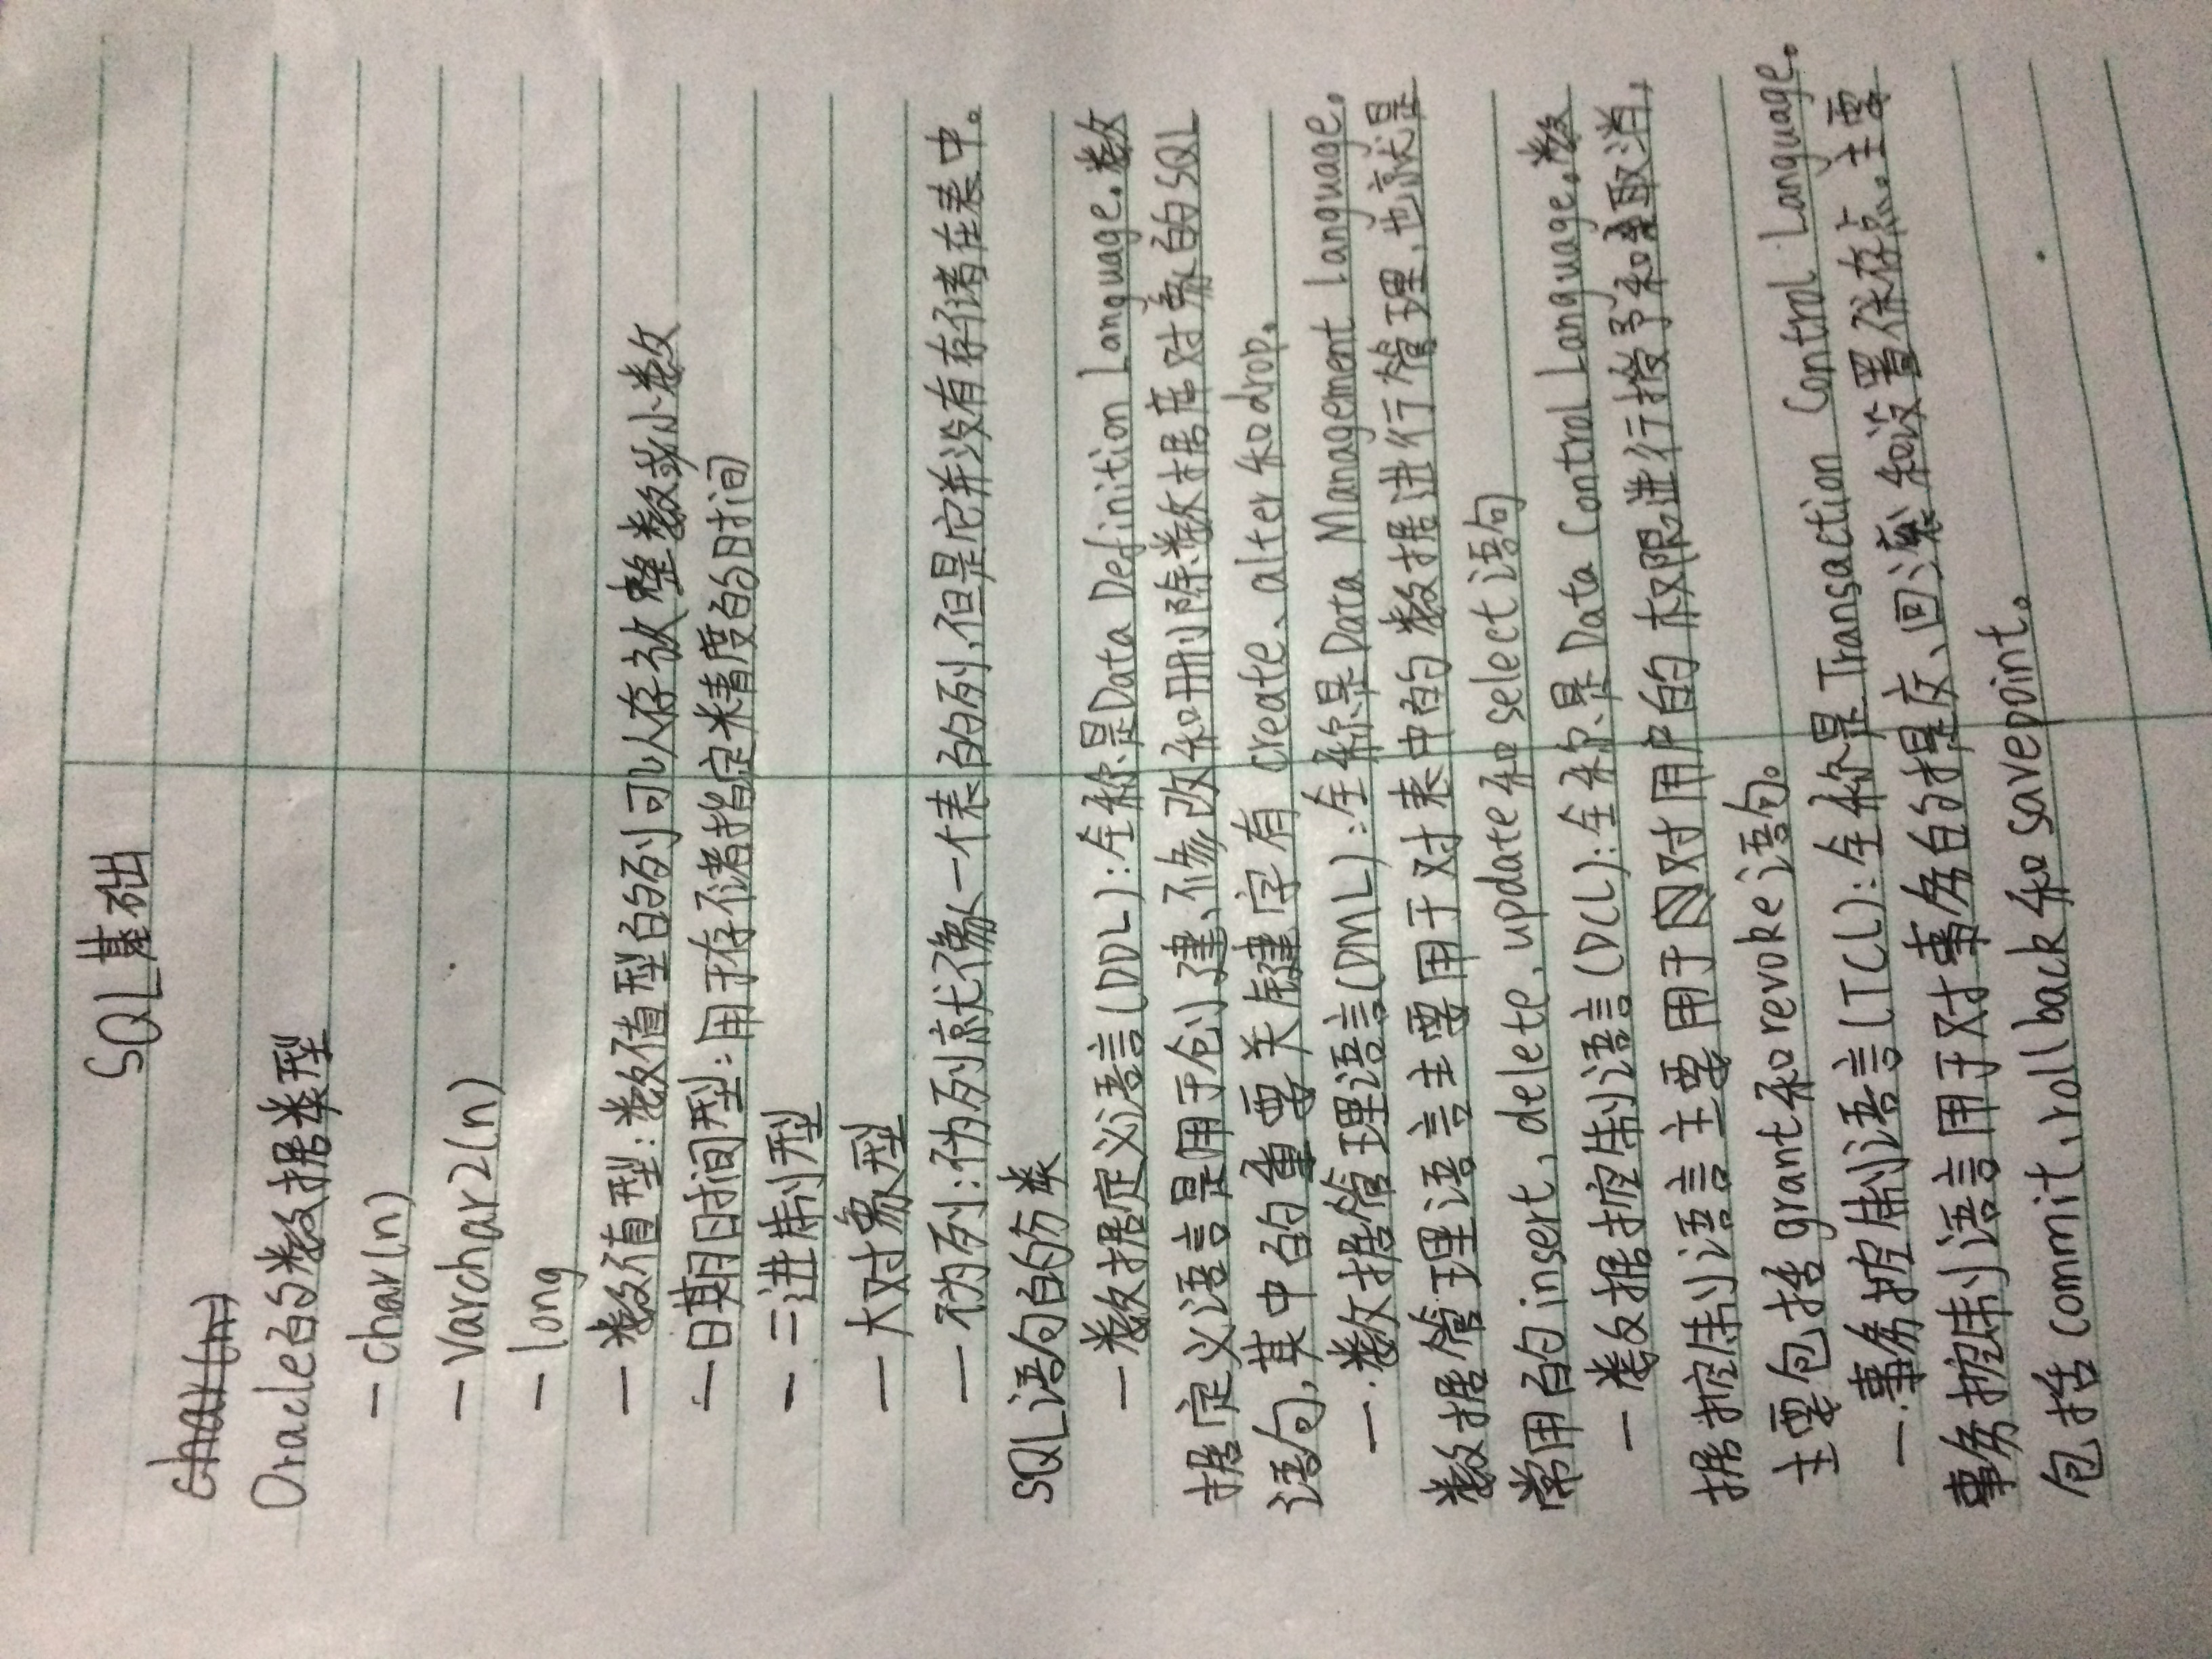 SQL基础
char(n)
Oracle的数据类型
－char(n)
－Varchar2(n)
－long
－数值型：数值型的列可以存放整数或小数
－日期时间型：用于存储指定精度的时间
－二进制型
－大对象型
－伪列：伪列就像一个表的列，但是它并没有存储在表中。
SQL语句的分类
－数据定义语言(DDL)：全称是Data Definition Language。数
据定义语言是用于创建、修改和删除数据库对象的SQL
语句，其中的重要关键字有create、alter和drop。
－数据管理语言(DML)：全称是Data Management Language。
数据管理语言主要用于对表中的数据进行管理，也就是
常用的insert、delete、update和select语句
－数据控制语言(DCL)：全称是Data Control Language。数
据控制语言主要用于对用户的权限进行授予和取消，
主要包括grant和revoke语句。
－事务控制语言(TCL)：全称是Transaction Control Language。
事务控制语言用于对事务的提交、回滚和设置保存点。主要
包括commit、rollback和savepoint。